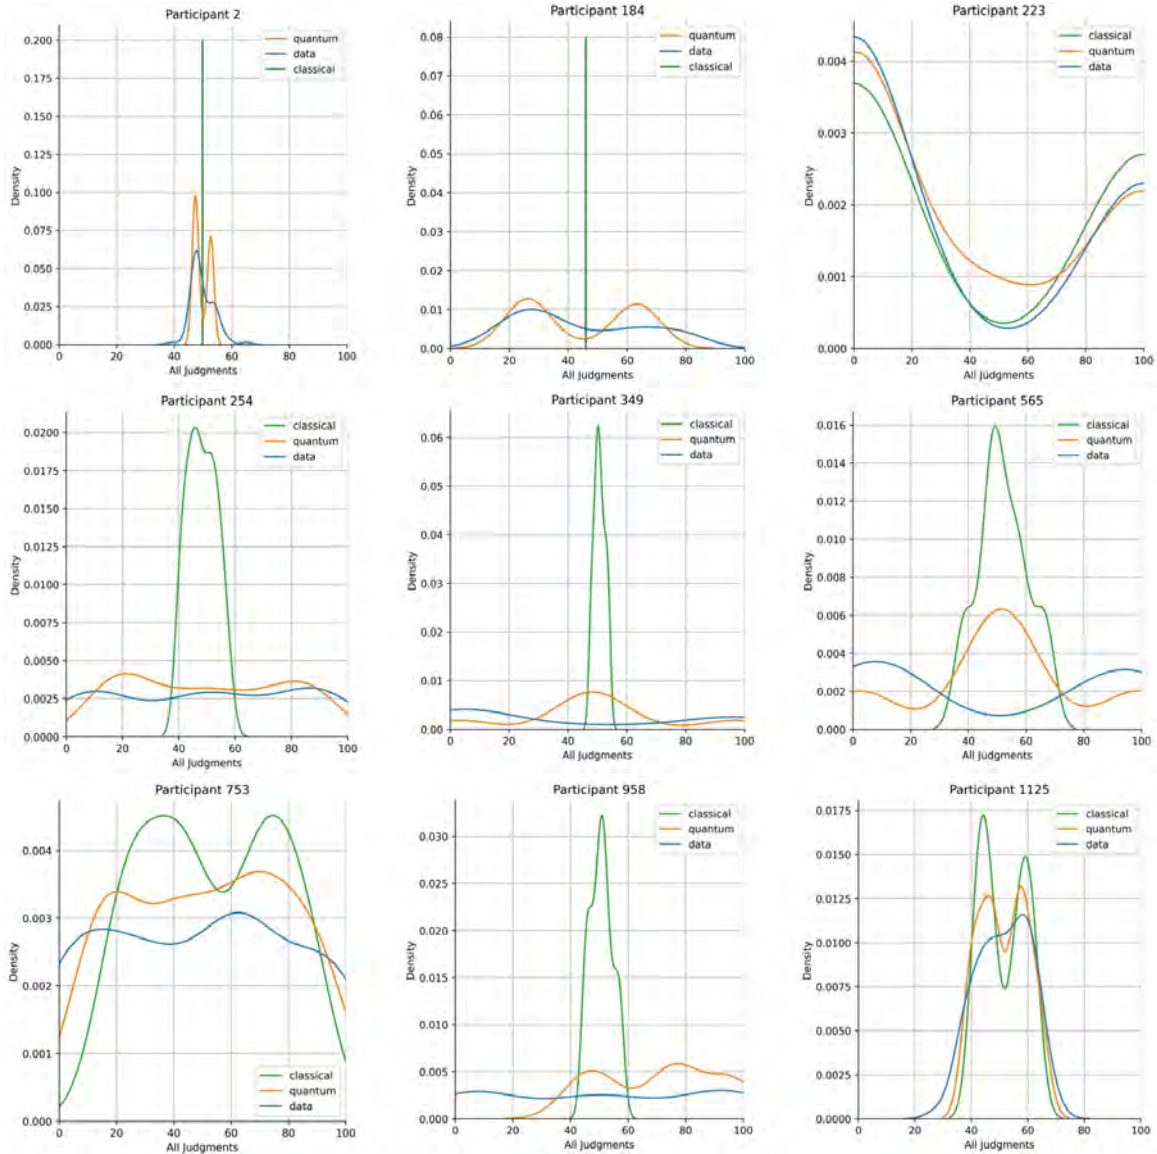 Participant 2
0.200
0.175
0.150
0.125
0.100
0.075
0.050
0.025
0.000
Density
0 20 40 60 80 100
All Judgments
quantum
data
classical
Participant 184
0.08
0.07
0.06
0.05
0.04
0.03
0.02
0.01
0.00
Density
0 20 40 60 80 100
All Judgments
quantum
data
classical
Participant 223
0.004
0.003
0.002
0.001
0.000
Density
0 20 40 60 80 100
All Judgments
classical
quantum
data
Participant 254
0.0200
0.0175
0.0150
0.0125
0.0100
0.0075
0.0050
0.0025
0.0000
Density
0 20 40 60 80 100
All Judgments
classical
quantum
data
Participant 349
0.06
0.05
0.04
0.03
0.02
0.01
0.00
Density
0 20 40 60 80 100
All Judgments
classical
quantum
data
Participant 565
0.016
0.014
0.012
0.010
0.008
0.006
0.004
0.002
0.000
Density
0 20 40 60 80 100
All Judgments
classical
quantum
data
Participant 753
0.004
0.003
0.002
0.001
0.000
Density
0 20 40 60 80 100
All Judgments
classical
quantum
data
Participant 958
0.030
0.025
0.020
0.015
0.010
0.005
0.000
Density
0 20 40 60 80 100
All Judgments
classical
quantum
data
Participant 1125
0.0175
0.0150
0.0125
0.0100
0.0075
0.0050
0.0025
0.0000
Density
0 20 40 60 80 100
All Judgments
classical
quantum
data